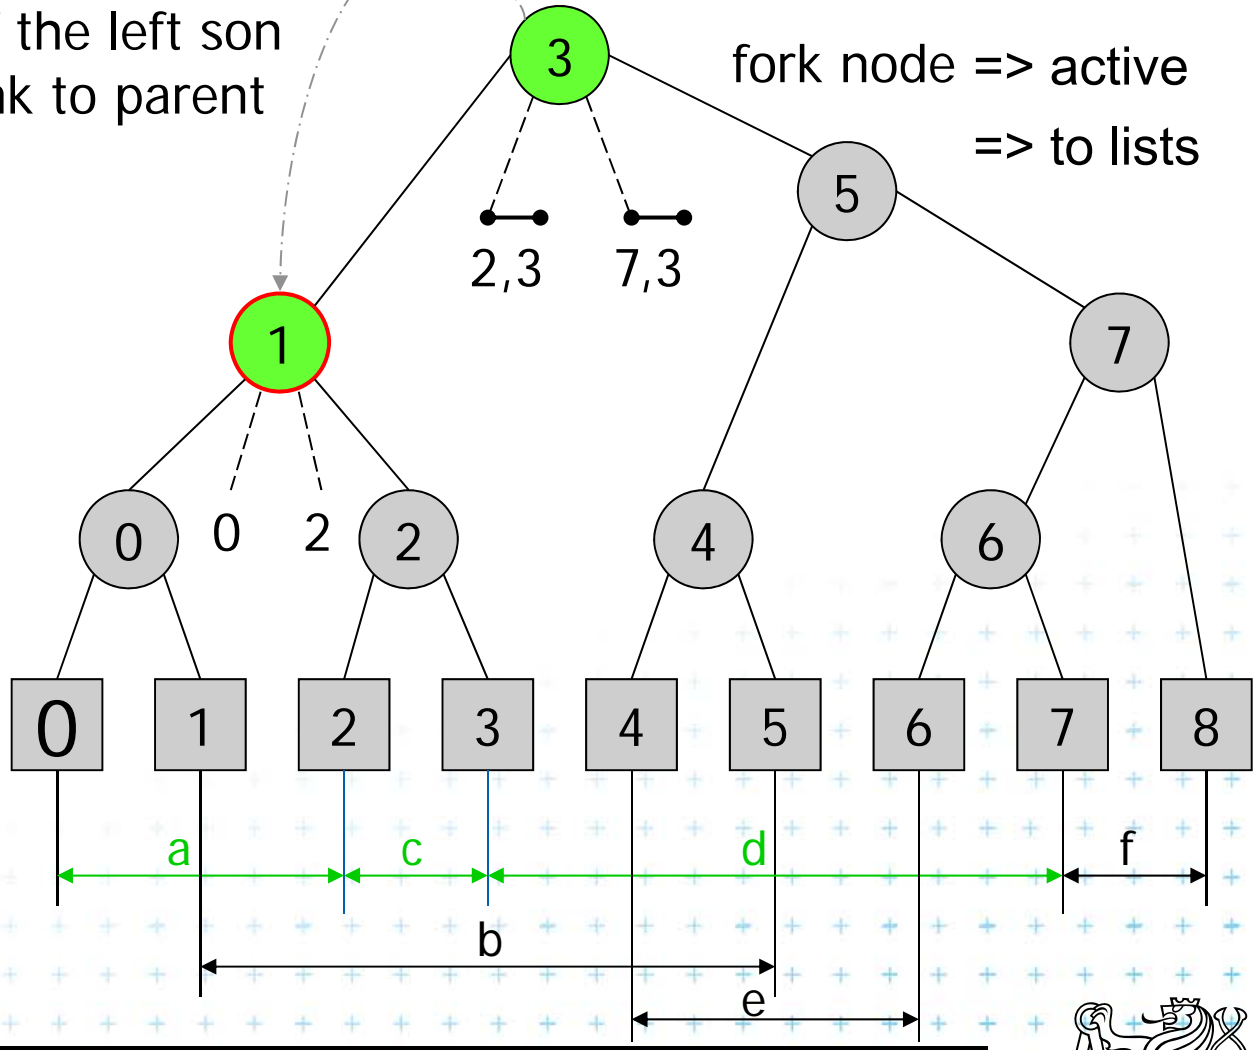 the left son
3
fork node => active
nk to parent
=> to lists
5
2,3 7,3
1
7
0 0 2 2 4 6
0 1 2 3 4 5 6 7 8
a c d f
b
e